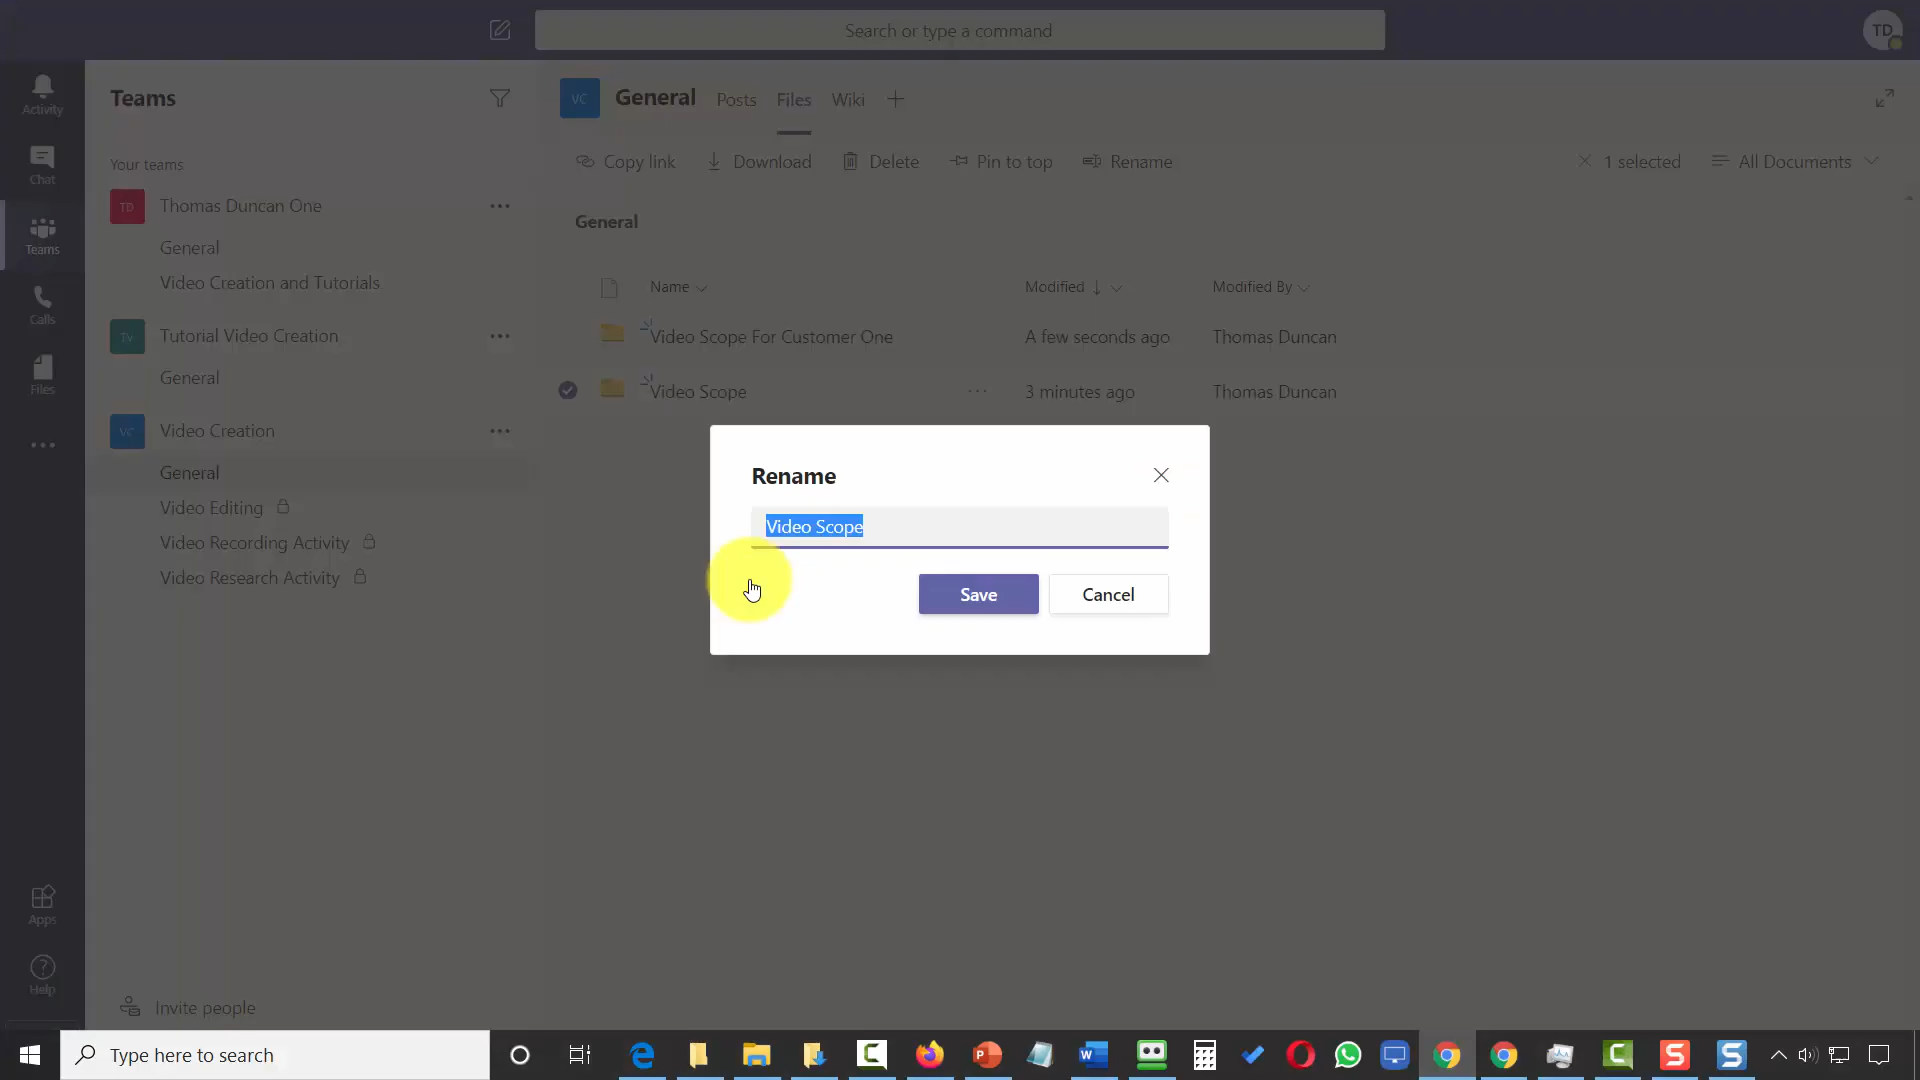 Search or type a command
TD
Activity
Chat
Teams
Calls
Files
Apps
Help
Teams
Your teams
TD Thomas Duncan One
General
Video Creation and Tutorials
TV Tutorial Video Creation
General
VC Video Creation
General
Video Editing
Video Recording Activity
Video Research Activity
Invite people
VC General Posts Files Wiki
Copy link Download Delete Pin to top Rename 1 selected All Documents
General
Name Modified Modified By
Video Scope For Customer One A few seconds ago Thomas Duncan
Video Scope 3 minutes ago Thomas Duncan
Rename
Video Scope
Save Cancel
Type here to search